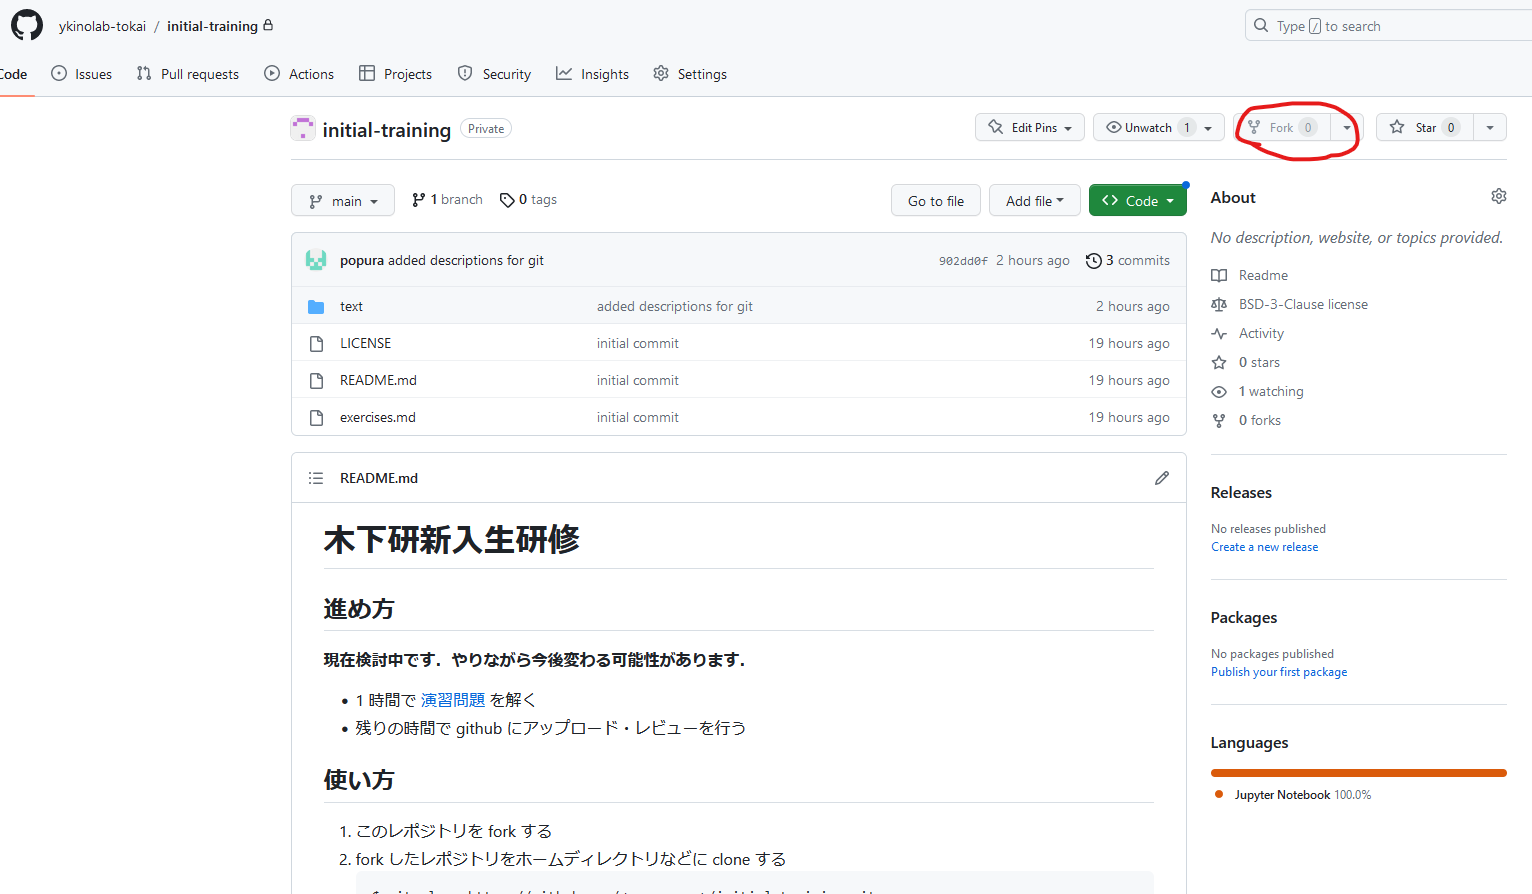 ykinolab-tokai / initial-training
Type / to search
Code Issues Pull requests Actions Projects Security Insights Settings
initial-training Private
Edit Pins Unwatch 1 Fork 0 Star 0
main 1 branch 0 tags Go to file Add file Code
popura added descriptions for git 902dd0f 2 hours ago 3 commits
text added descriptions for git 2 hours ago
LICENSE initial commit 19 hours ago
README.md initial commit 19 hours ago
exercises.md initial commit 19 hours ago
README.md
木下研新入生研修
進め方
現在検討中です．やりながら今後変わる可能性があります．
• 1 時間で 演習問題 を解く
• 残りの時間で github にアップロード・レビューを行う
使い方
1. このレポジトリを fork する
2. fork したレポジトリをホームディレクトリなどに clone する
About
No description, website, or topics provided.
Readme
BSD-3-Clause license
Activity
0 stars
1 watching
0 forks
Releases
No releases published
Create a new release
Packages
No packages published
Publish your first package
Languages
Jupyter Notebook 100.0%